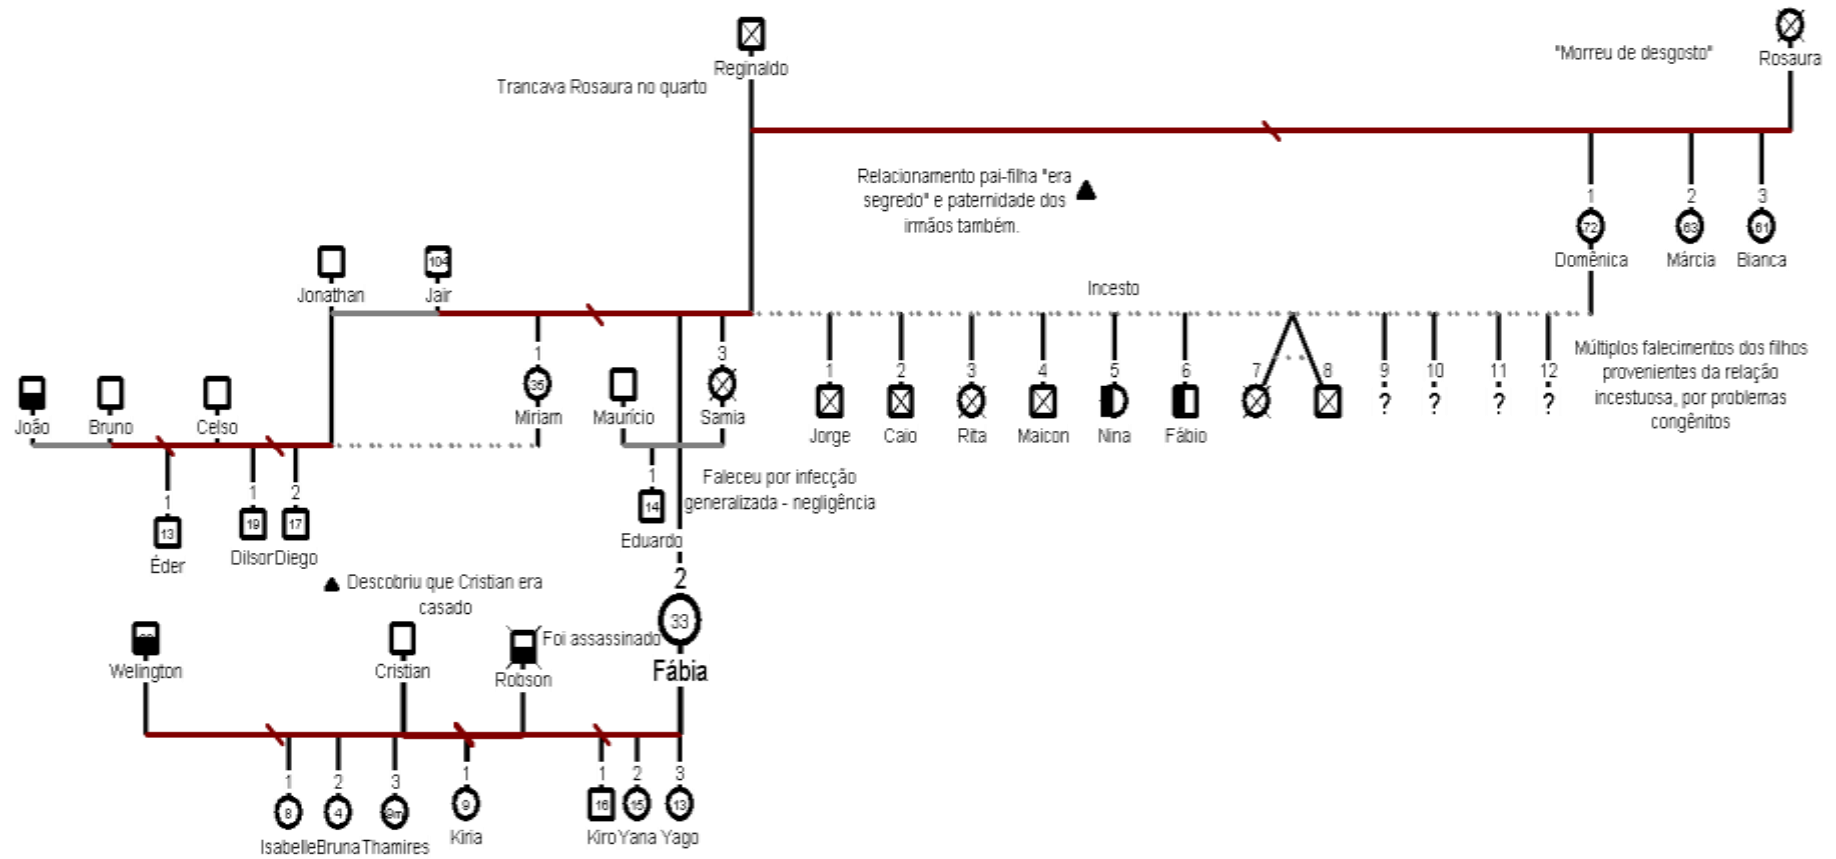 Reginaldo
Rosaura
"Morreu de desgosto"
Trancava Rosaura no quarto
Relacionamento pai-filha "era
segredo" e paternidade dos
irmãos também.
1 2 3
72 63 61
Domênica Márcia Bianca
104
Jonathan Jair
Incesto
1 3 1 2 3 4 5 6 7 8 9 10 11 12
35
? ? ? ?
Múltiplos falecimentos dos filhos
provenientes da relação
incestuosa, por problemas
congênitos
João Bruno Celso Miriam Maurício Samia Jorge Caio Rita Maicon Nina Fábio
1 1 2 1
13 19 17 14
Éder Diego Eduardo
Faleceu por infecção
generalizada - negligência
Descobriu que Cristian era
casado
2
33
Fábia
Foi assassinado
Welington Cristian Robson
1 2 3 1 1 2 3
8 4 9m 9 16 15 13
Isabelle Bruna Thamires Kiria Kiro Yana Yago